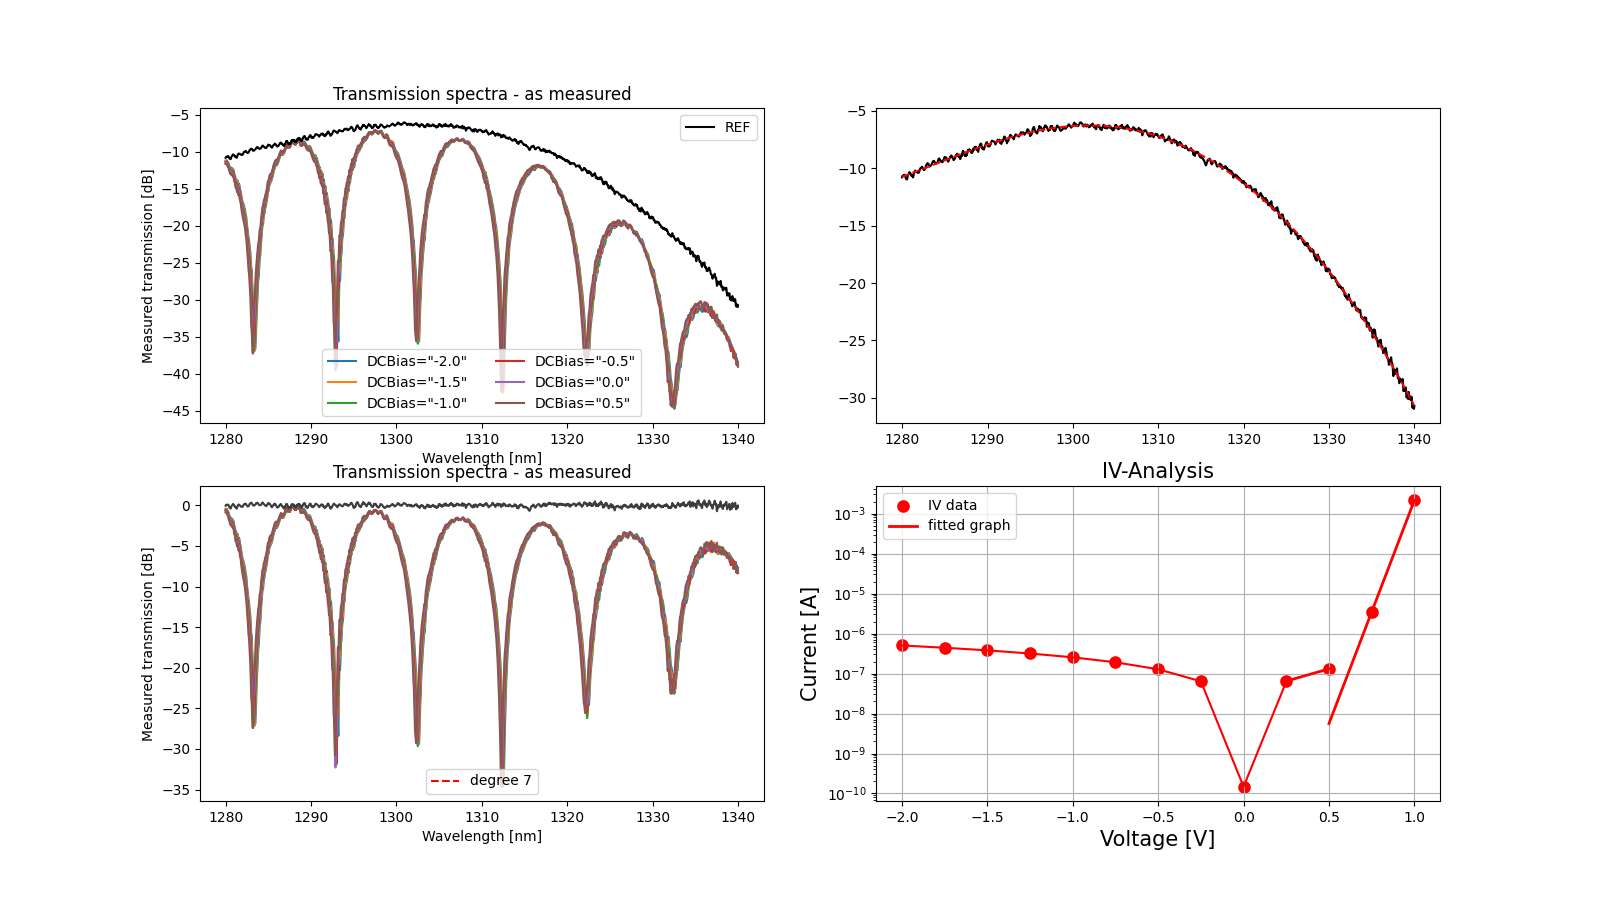 Transmission spectra - as measured
Measured transmission [dB]
−5
−10
−15
−20
−25
−30
−35
−40
−45
REF
DCBias="-2.0"
DCBias="-1.5"
DCBias="-1.0"
DCBias="-0.5"
DCBias="0.0"
DCBias="0.5"
1280 1290 1300 1310 1320 1330 1340
Wavelength [nm]
−5
−10
−15
−20
−25
−30
1280 1290 1300 1310 1320 1330 1340
Transmission spectra - as measured
Measured transmission [dB]
0
−5
−10
−15
−20
−25
−30
−35
degree 7
1280 1290 1300 1310 1320 1330 1340
Wavelength [nm]
IV-Analysis
Current [A]
10⁻³
10⁻⁴
10⁻⁵
10⁻⁶
10⁻⁷
10⁻⁸
10⁻⁹
10⁻¹⁰
IV data
fitted graph
−2.0 −1.5 −1.0 −0.5 0.0 0.5 1.0
Voltage [V]